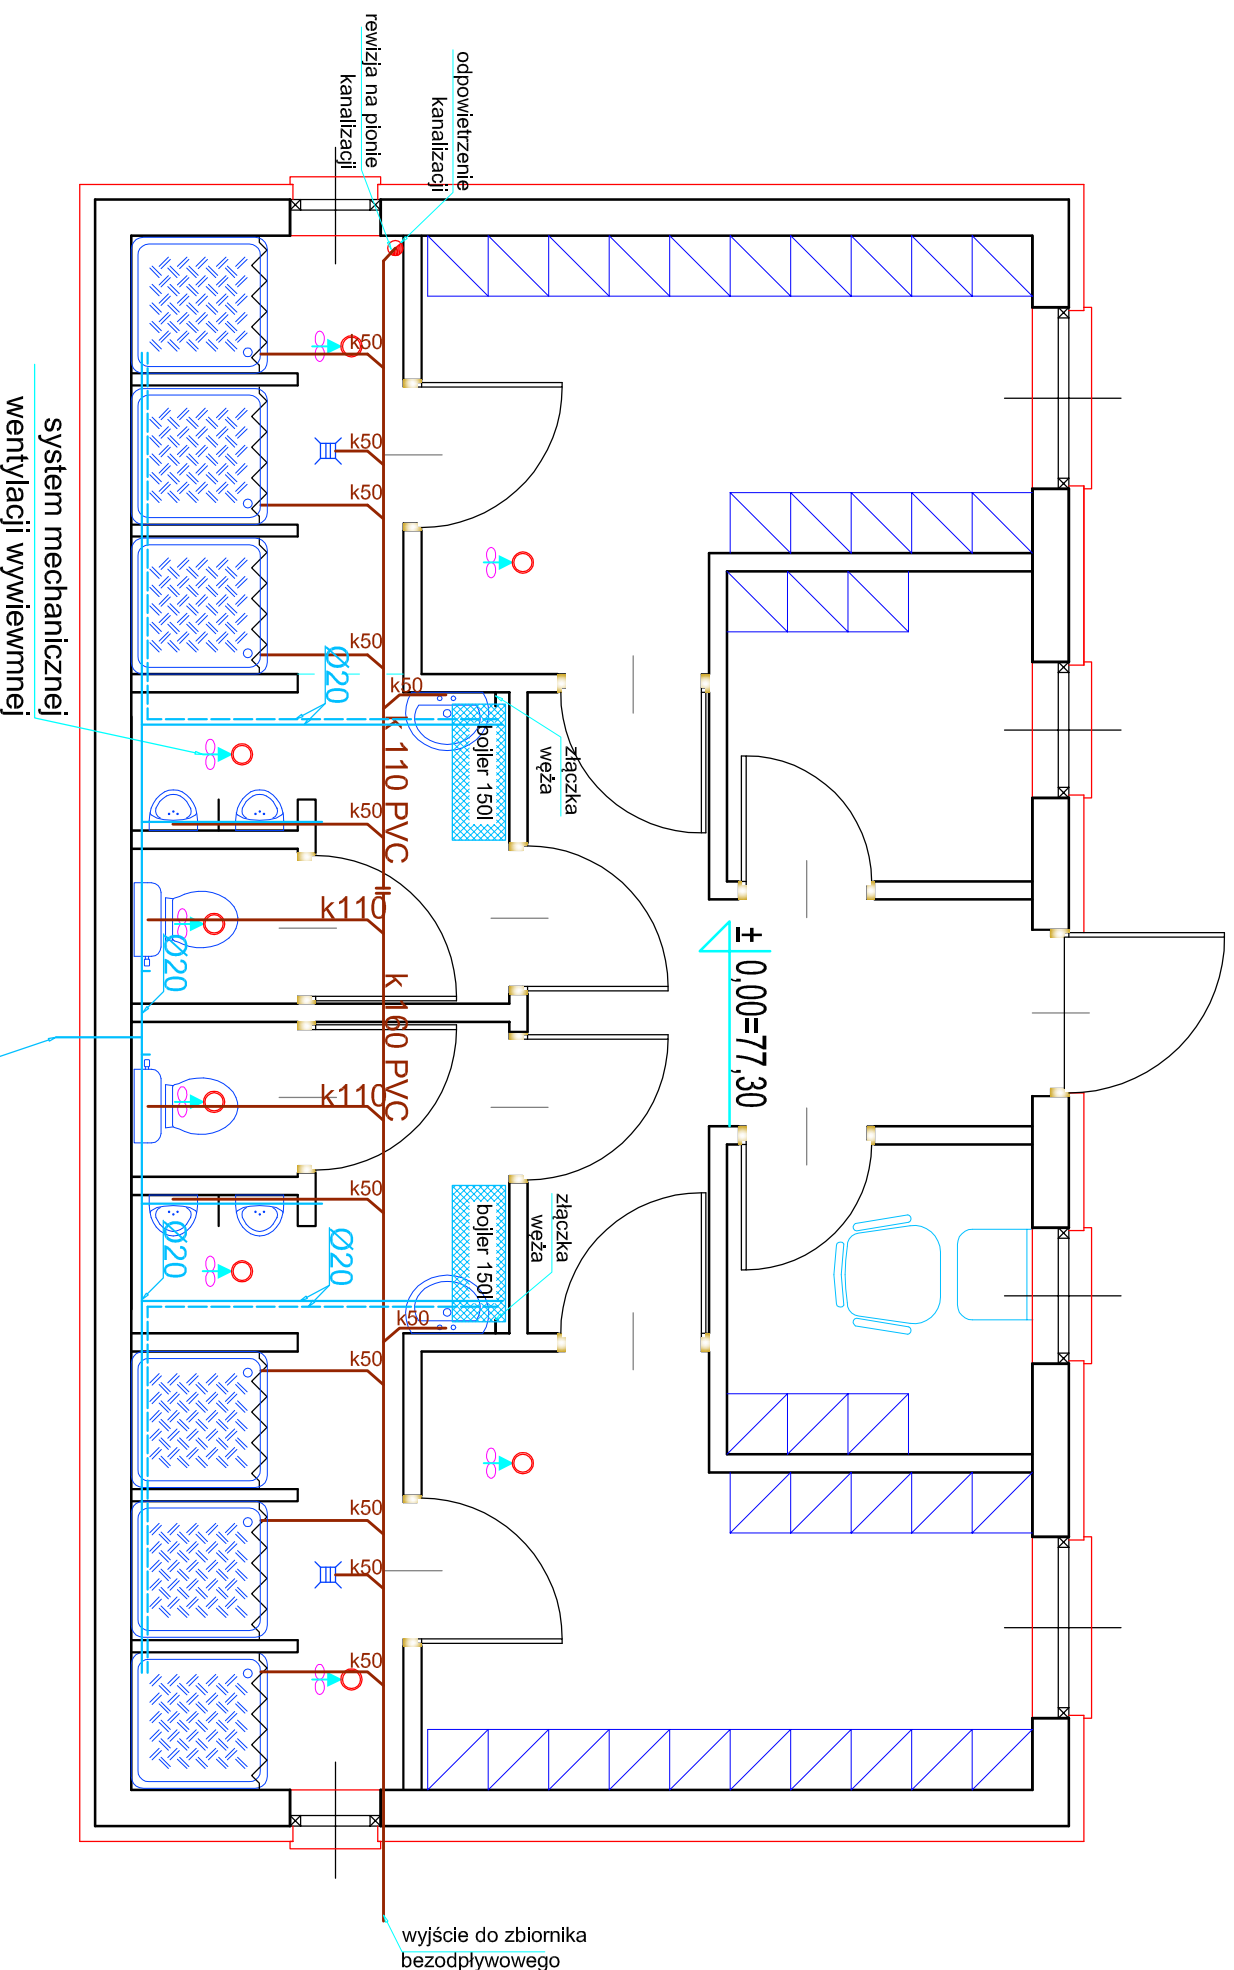 rewizja na pionie
kanalizacji
odpowietrzenie
kanalizacji
k50
k50
k50
k50
Ø20
k50
system mechanicznej
wentylacji wywiewmnej
złączka
węża
bojler 150l
k 110 PVC
k50
k110
Ø20
± 0,00=77,30
k 160 PVC
k110
k50
złączka
węża
bojler 150l
Ø20
Ø20
k50
k50
k50
k50
k50
wyjście do zbiornika
bezodpływowego